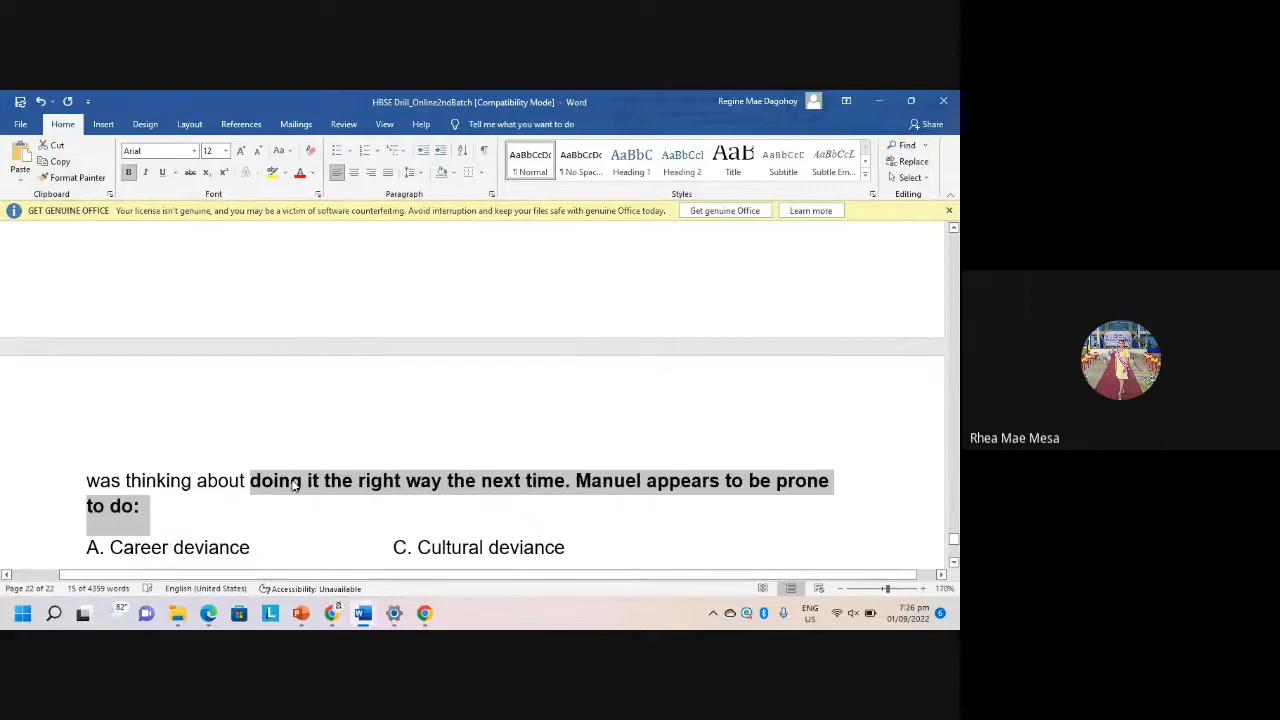 HBSE Drill_Online2ndBatch [Compatibility Mode] - Word
Regine Mae Dagohoy
File Home Insert Design Layout References Mailings Review View Help Tell me what you want to do Share
Paste
Cut
Copy
Format Painter
Clipboard
Arial 12
Font
Paragraph
AaBbCcDc AaBbCcDc AaBbC AaBbCcI AaB AaBbCcD AaBbCcL
¶ Normal ¶ No Spac... Heading 1 Heading 2 Title Subtitle Subtle Em...
Styles
Find
Replace
Select
Editing
GET GENUINE OFFICE Your license isn't genuine, and you may be a victim of software counterfeiting. Avoid interruption and keep your files safe with genuine Office today. Get genuine Office Learn more
was thinking about doing it the right way the next time. Manuel appears to be prone
to do:
A. Career deviance C. Cultural deviance
Page 22 of 22 15 of 4359 words English (United States) Accessibility: Unavailable 170%
82° ENG US 7:26 pm 01/09/2022 6
Rhea Mae Mesa